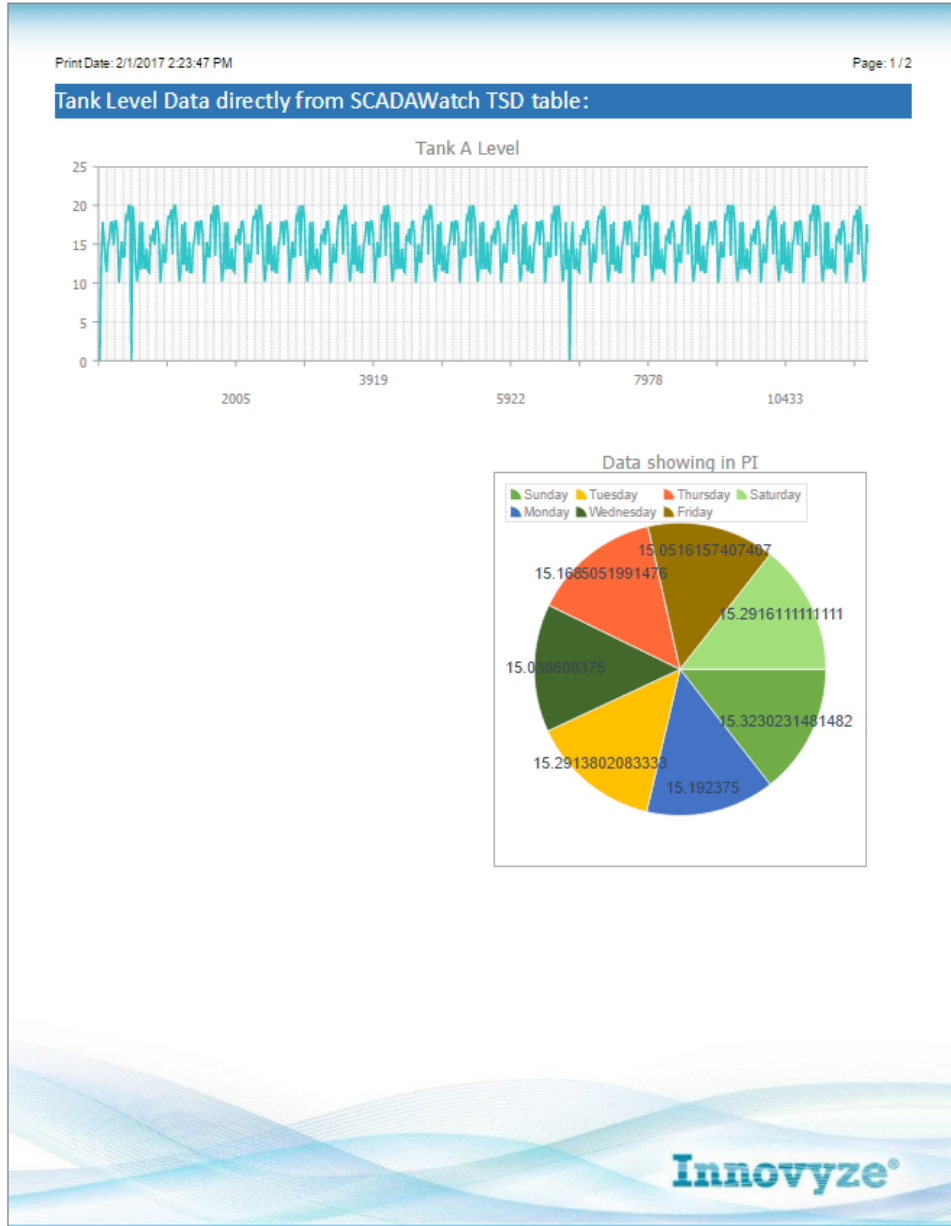 Print Date: 2/1/2017 2:23:47 PM
Page: 1 / 2
Tank Level Data directly from SCADAWatch TSD table:
Tank A Level
25
20
15
10
5
0
3919
7978
2005
5922
10433
Data showing in PI
Sunday Tuesday Thursday Saturday
Monday Wednesday Friday
15.0516157407407
15.1685051991476
15.2916111111111
15.038609375
15.3230231481482
15.2913802083333
15.192375
Innovyze®